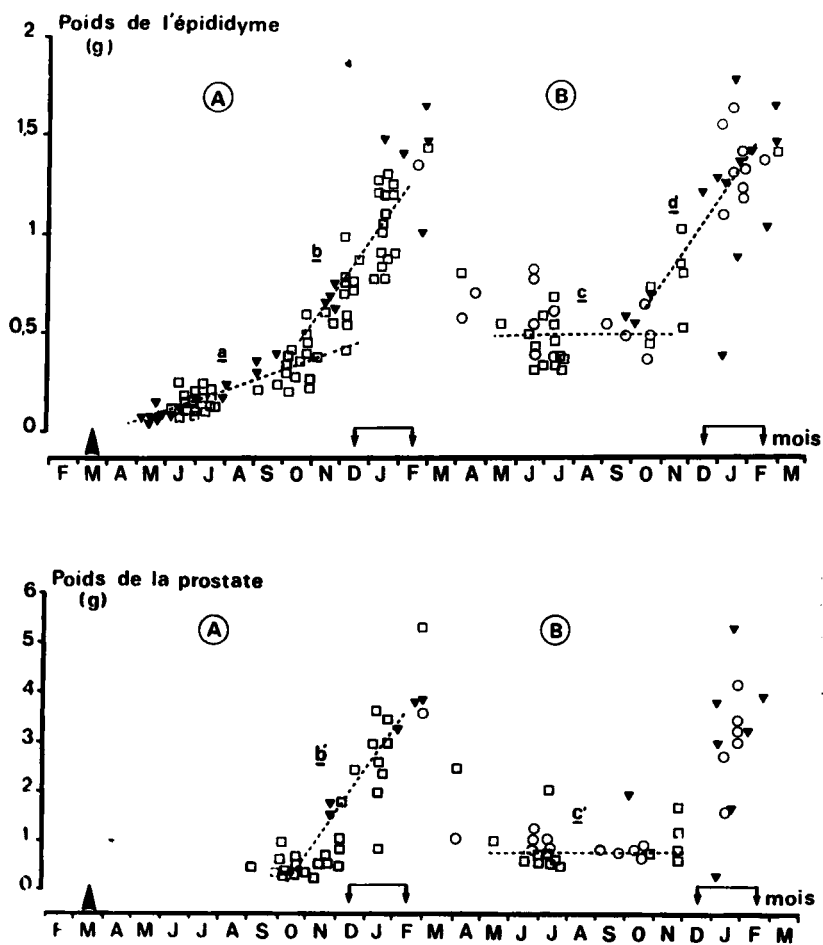 Poids de l'épididyme
(g)
2
A
B
1,5
d
b
1
c
a
0,5
0
mois
F M A M J J A S O N D J F M A M J J A S O N D J F M
Poids de la prostate
(g)
6
A
B
5
4
b'
3
2
c'
1
0
mois
F M A M J J A S O N D J F M A M J J A S O N D J F M